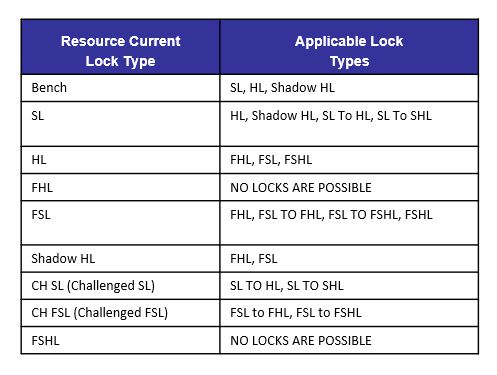 Resource Current
Lock Type
Applicable Lock
Types
Bench
SL, HL, Shadow HL
SL
HL, Shadow HL, SL To HL, SL To SHL
HL
FHL, FSL, FSHL
FHL
NO LOCKS ARE POSSIBLE
FSL
FHL, FSL TO FHL, FSL TO FSHL, FSHL
Shadow HL
FHL, FSL
CH SL (Challenged SL)
SL TO HL, SL TO SHL
CH FSL (Challenged FSL)
FSL to FHL, FSL to FSHL
FSHL
NO LOCKS ARE POSSIBLE